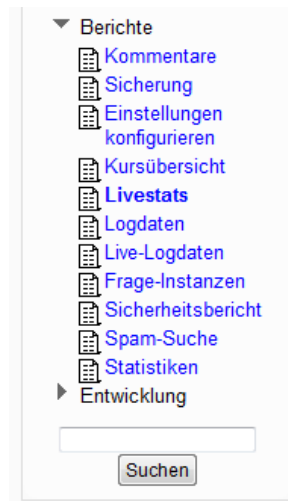 Berichte
Kommentare
Sicherung
Einstellungen
konfigurieren
Kursübersicht
Livestats
Logdaten
Live-Logdaten
Frage-Instanzen
Sicherheitsbericht
Spam-Suche
Statistiken
Entwicklung
Suchen